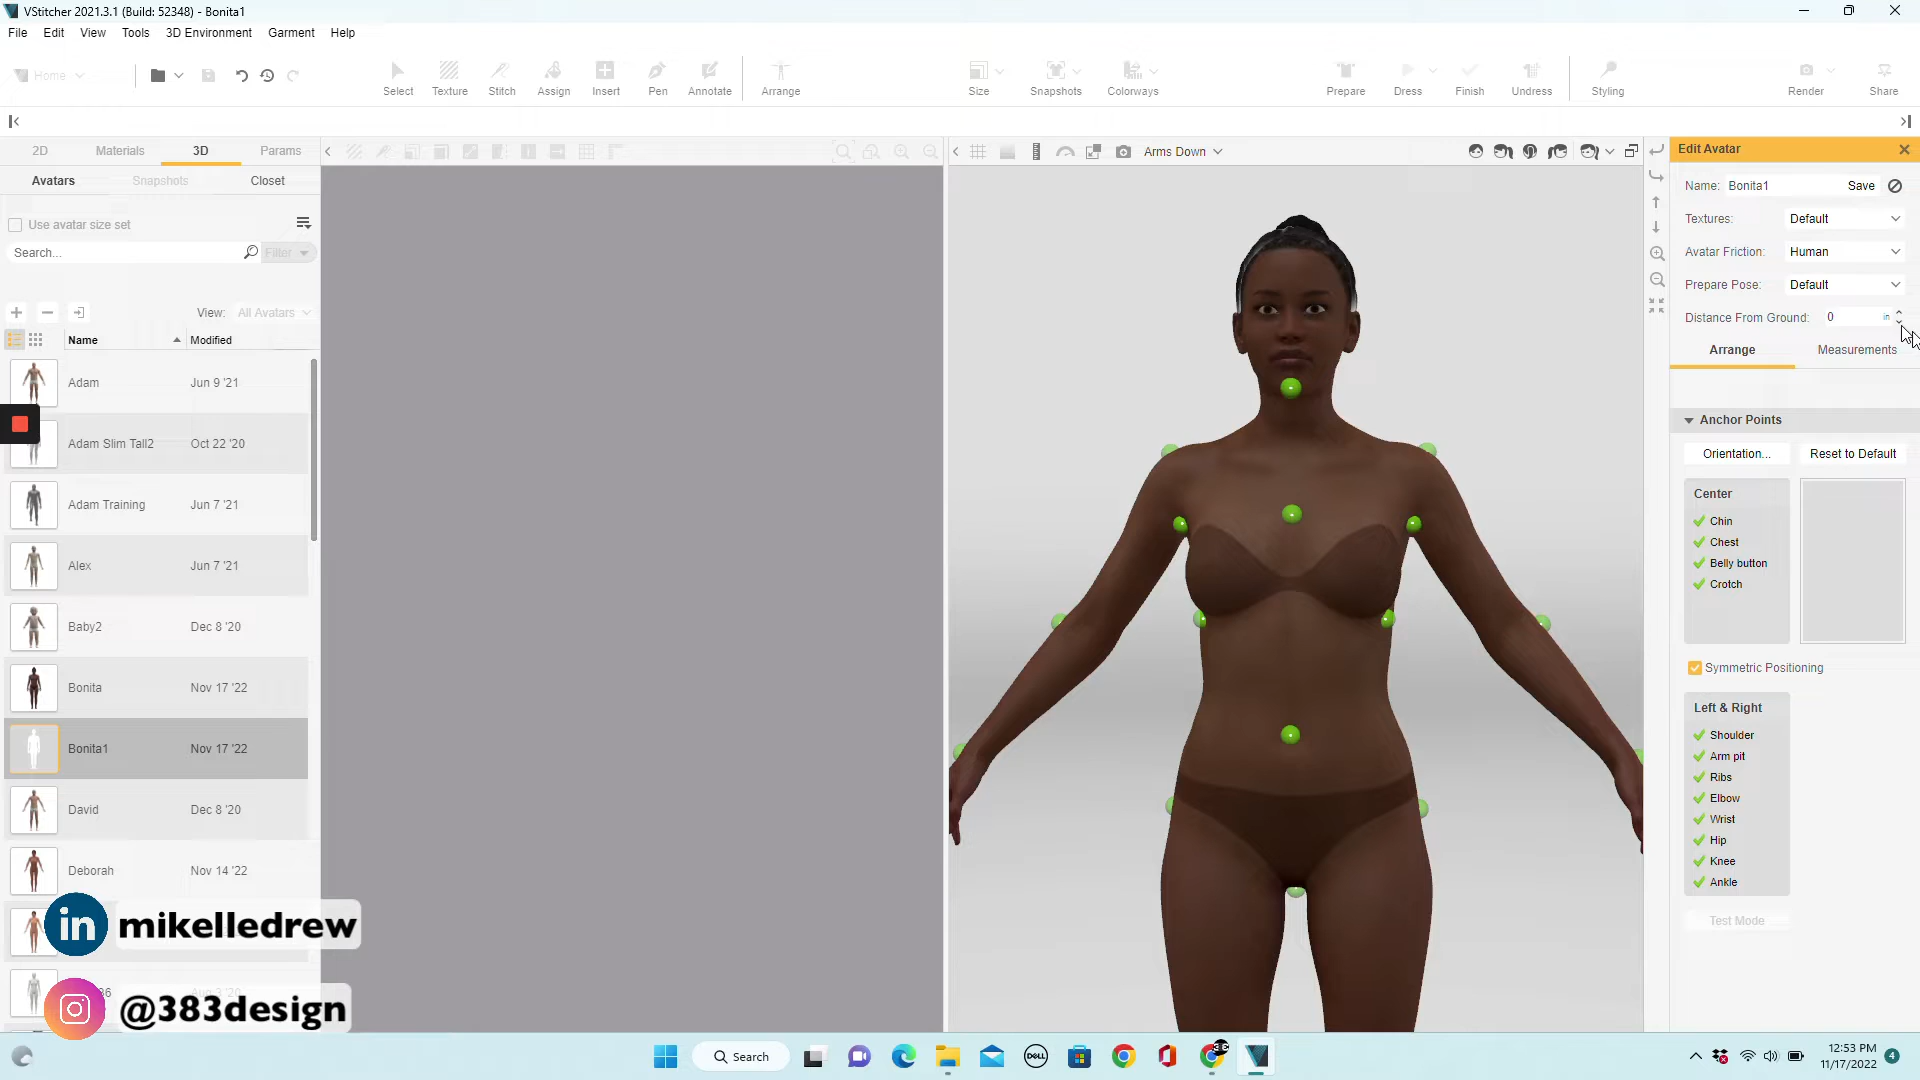 VStitcher 2021.3.1 (Build: 52348) - Bonita1
File Edit View Tools 3D Environment Garment Help
Home
Select Texture Stitch Assign Insert Pen Annotate Arrange Size Snapshots Colorways Prepare Dress Finish Undress Styling Render Share
2D Materials 3D Params
Arms Down
Avatars Snapshots Closet
Use avatar size set
Search... Filter
View: All Avatars
Name Modified
Adam Jun 9 '21
Adam Slim Tall2 Oct 22 '20
Adam Training Jun 7 '21
Alex Jun 7 '21
Baby2 Dec 8 '20
Bonita Nov 17 '22
Bonita1 Nov 17 '22
David Dec 8 '20
Deborah Nov 14 '22
in mikelledrew
@383design
Edit Avatar
Name: Bonita1 Save
Textures: Default
Avatar Friction: Human
Prepare Pose: Default
Distance From Ground: 0 in
Arrange Measurements
Anchor Points
Orientation... Reset to Default
Center
Chin
Chest
Belly button
Crotch
Symmetric Positioning
Left & Right
Shoulder
Arm pit
Ribs
Elbow
Wrist
Hip
Knee
Ankle
Test Mode
Search
DELL
12:53 PM
11/17/2022
4